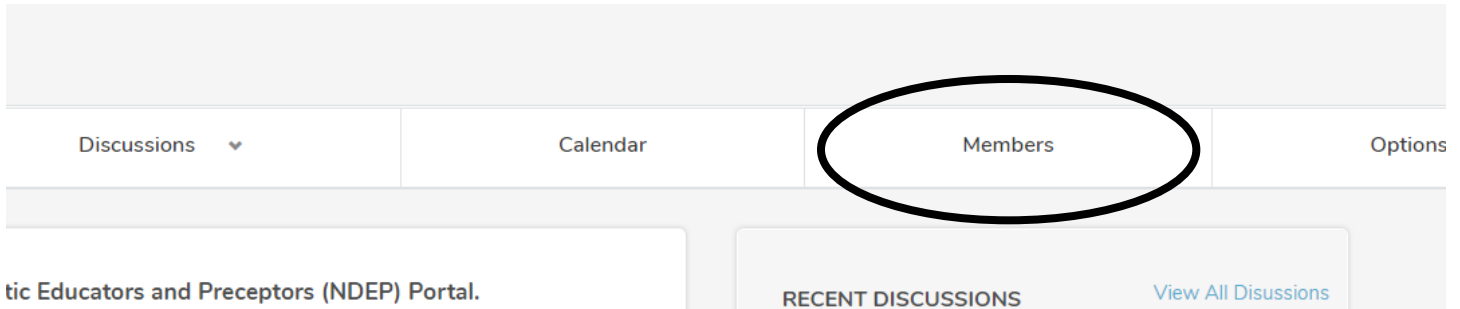 Discussions Calendar Members Options
tic Educators and Preceptors (NDEP) Portal.
RECENT DISCUSSIONS View All Disussions